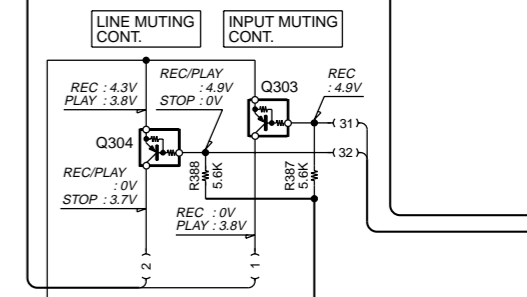 LINE MUTING
CONT.
INPUT MUTING
CONT.
REC : 4.3V
PLAY : 3.8V
REC/PLAY
: 4.9V
STOP : 0V
Q303
REC
: 4.9V
31
Q304
32
REC/PLAY
: 0V
STOP : 3.7V
R388
5.6K
R387
5.6K
REC : 0V
PLAY : 3.8V
2
1